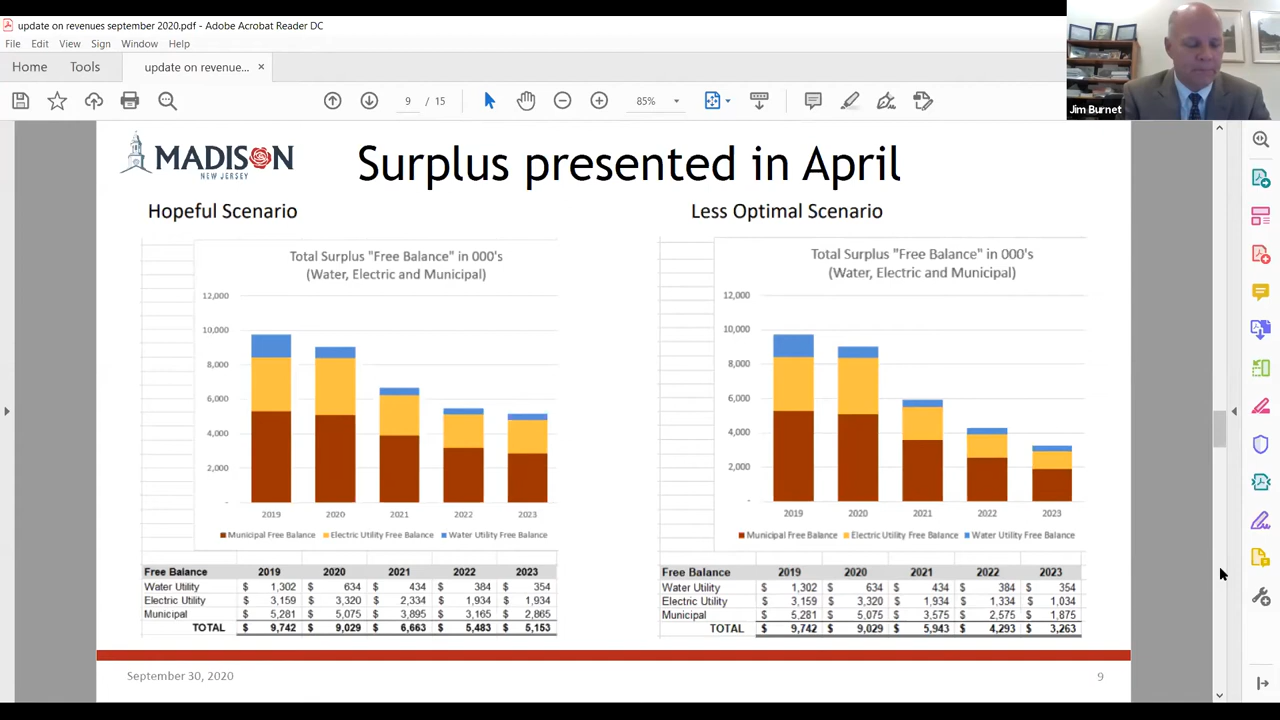 update on revenues september 2020.pdf - Adobe Acrobat Reader DC
File Edit View Sign Window Help
Home Tools update on revenue... ×
9 / 15 85%
Jim Burnet
MADISON
NEW JERSEY
Surplus presented in April
Hopeful Scenario
Total Surplus "Free Balance" in 000's
(Water, Electric and Municipal)
12,000
10,000
8,000
6,000
4,000
2,000
-
2019 2020 2021 2022 2023
Municipal Free Balance Electric Utility Free Balance Water Utility Free Balance
Free Balance 2019 2020 2021 2022 2023
Water Utility $ 1,302 $ 634 $ 434 $ 384 $ 354
Electric Utility $ 3,159 $ 3,320 $ 2,334 $ 1,934 $ 1,934
Municipal $ 5,281 $ 5,075 $ 3,895 $ 3,165 $ 2,865
TOTAL $ 9,742 $ 9,029 $ 6,663 $ 5,483 $ 5,153
Less Optimal Scenario
Total Surplus "Free Balance" in 000's
(Water, Electric and Municipal)
12,000
10,000
8,000
6,000
4,000
2,000
-
2019 2020 2021 2022 2023
Municipal Free Balance Electric Utility Free Balance Water Utility Free Balance
Free Balance 2019 2020 2021 2022 2023
Water Utility $ 1,302 $ 634 $ 434 $ 384 $ 354
Electric Utility $ 3,159 $ 3,320 $ 1,934 $ 1,334 $ 1,034
Municipal $ 5,281 $ 5,075 $ 3,575 $ 2,575 $ 1,875
TOTAL $ 9,742 $ 9,029 $ 5,943 $ 4,293 $ 3,263
September 30, 2020
9